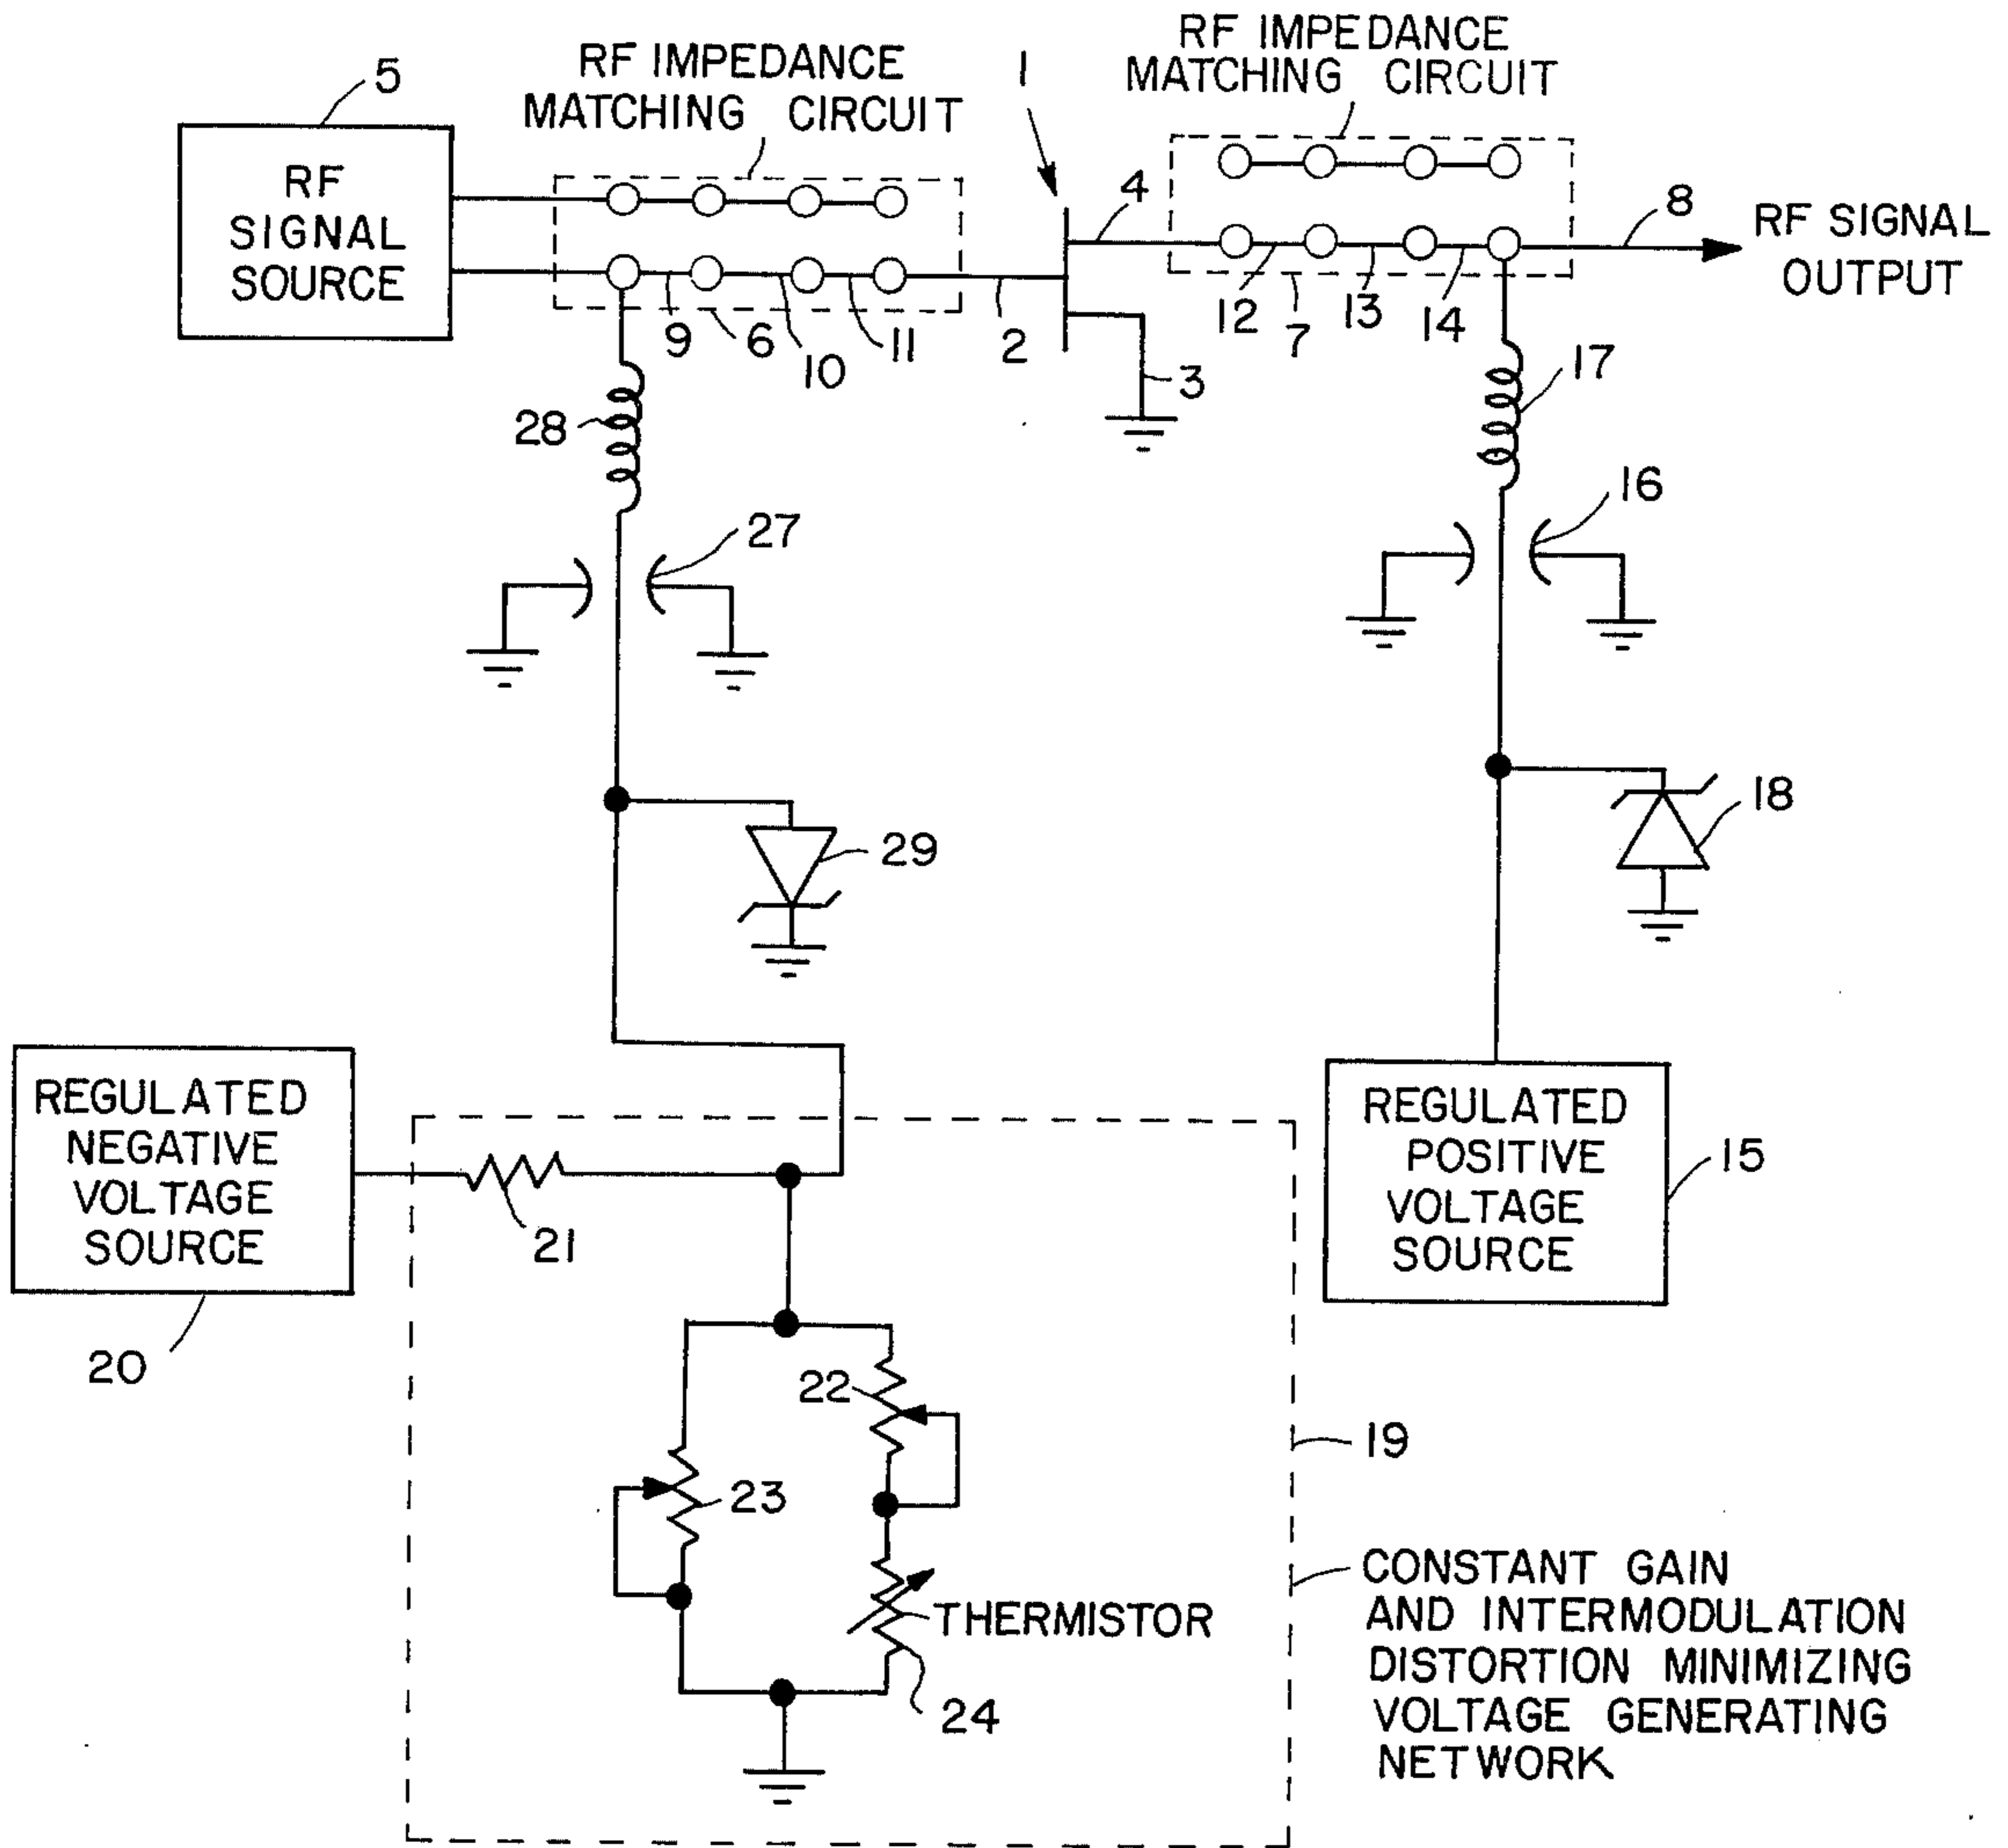 5
RF IMPEDANCE
MATCHING CIRCUIT
1
RF IMPEDANCE
MATCHING CIRCUIT
RF
SIGNAL
SOURCE
4
8
RF SIGNAL
OUTPUT
9
6
10
11
2
3
12
7
13
14
28
17
27
16
29
18
REGULATED
NEGATIVE
VOLTAGE
SOURCE
20
21
REGULATED
POSITIVE
VOLTAGE
SOURCE
15
22
23
19
THERMISTOR
24
CONSTANT GAIN
AND INTERMODULATION
DISTORTION MINIMIZING
VOLTAGE GENERATING
NETWORK